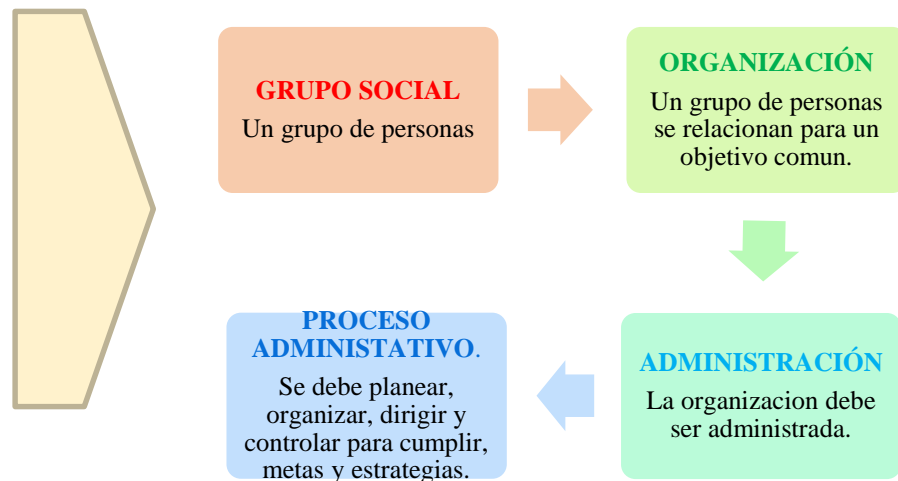 GRUPO SOCIAL
Un grupo de personas
ORGANIZACIÓN
Un grupo de personas
se relacionan para un
objetivo comun.
ADMINISTRACIÓN
La organizacion debe
ser administrada.
PROCESO
ADMINISTATIVO.
Se debe planear,
organizar, dirigir y
controlar para cumplir,
metas y estrategias.